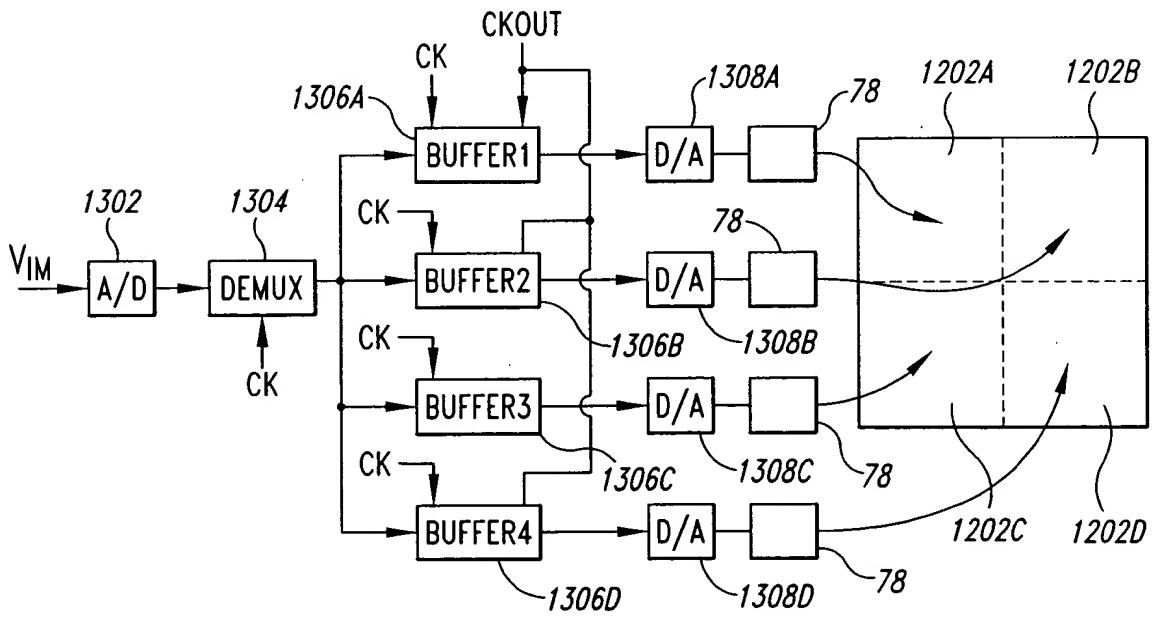 CKOUT
CK
1306A
1308A
78
1202A
1202B
BUFFER1
D/A
1302
1304
CK
78
VIM
A/D
DEMUX
BUFFER2
D/A
1306B
1308B
CK
CK
BUFFER3
D/A
1306C
1308C
78
CK
BUFFER4
D/A
1202C
1202D
78
1306D
1308D